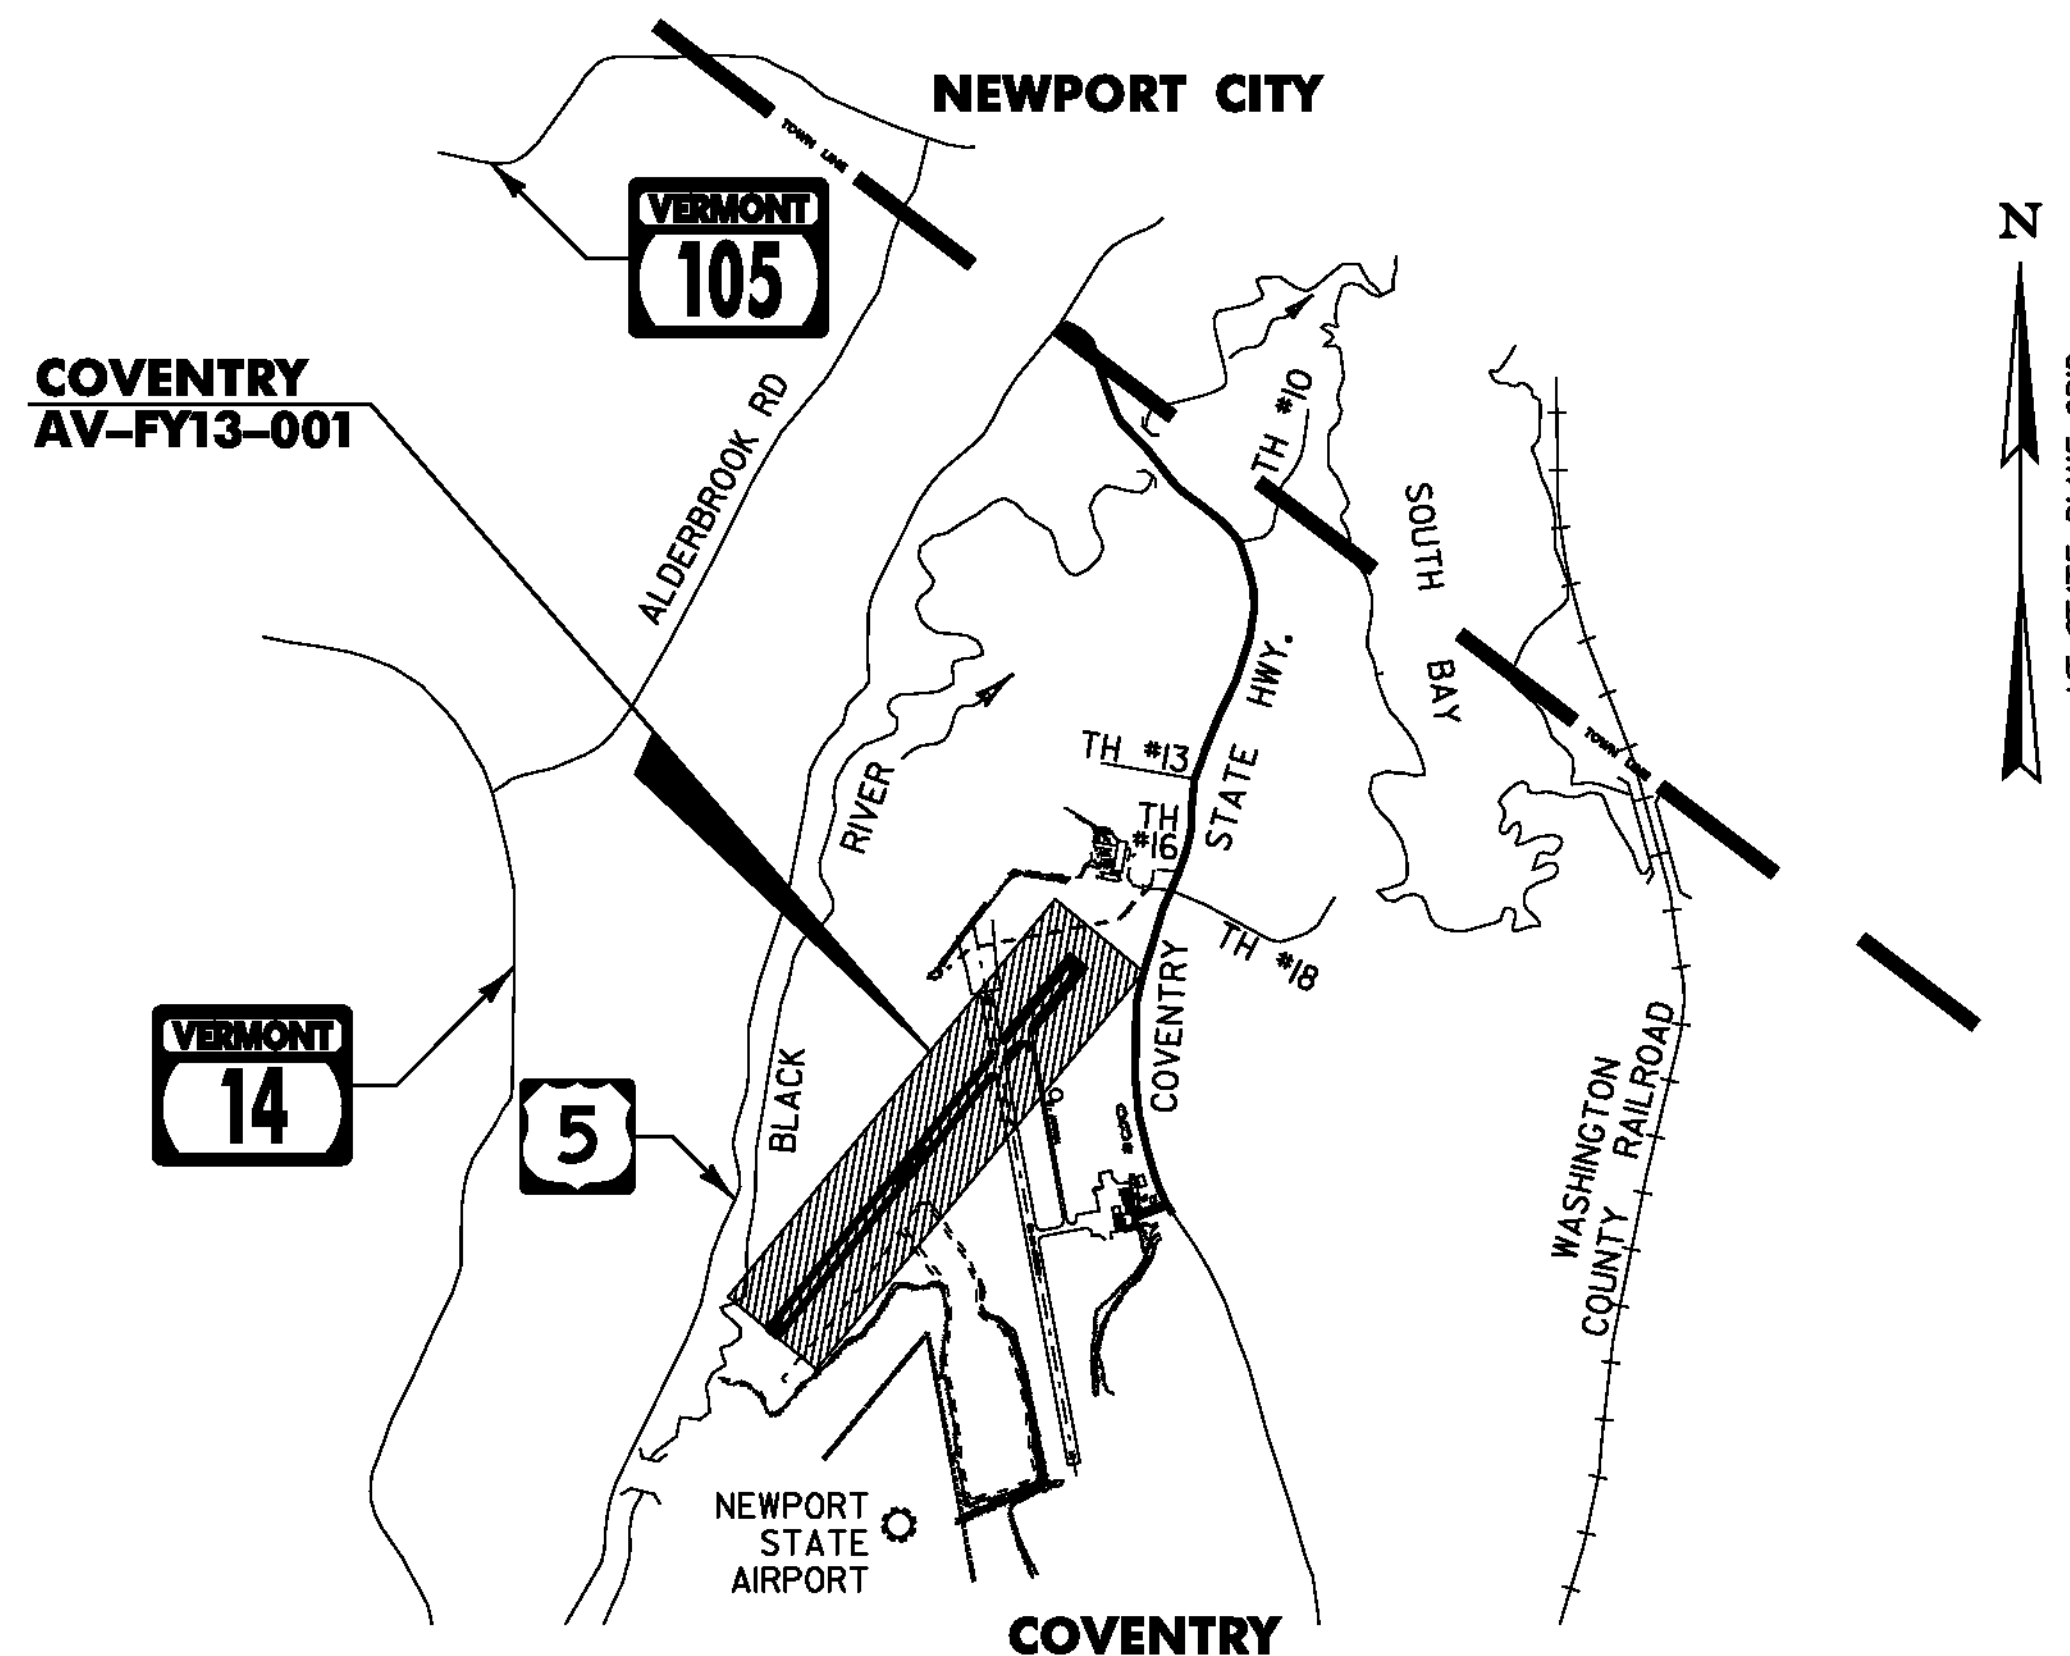 NEWPORT CITY
TOWN LINE
VERMONT
105
N
COVENTRY
AV-FY13-001
ALDERBROOK RD
TH #10
SOUTH BAY
STATE HWY.
TH #13
TH
#16
RIVER
TOWN LINE
TH #18
COVENTRY
VERMONT
14
5
BLACK
WASHINGTON
COUNTY RAILROAD
NEWPORT
STATE
AIRPORT
COVENTRY